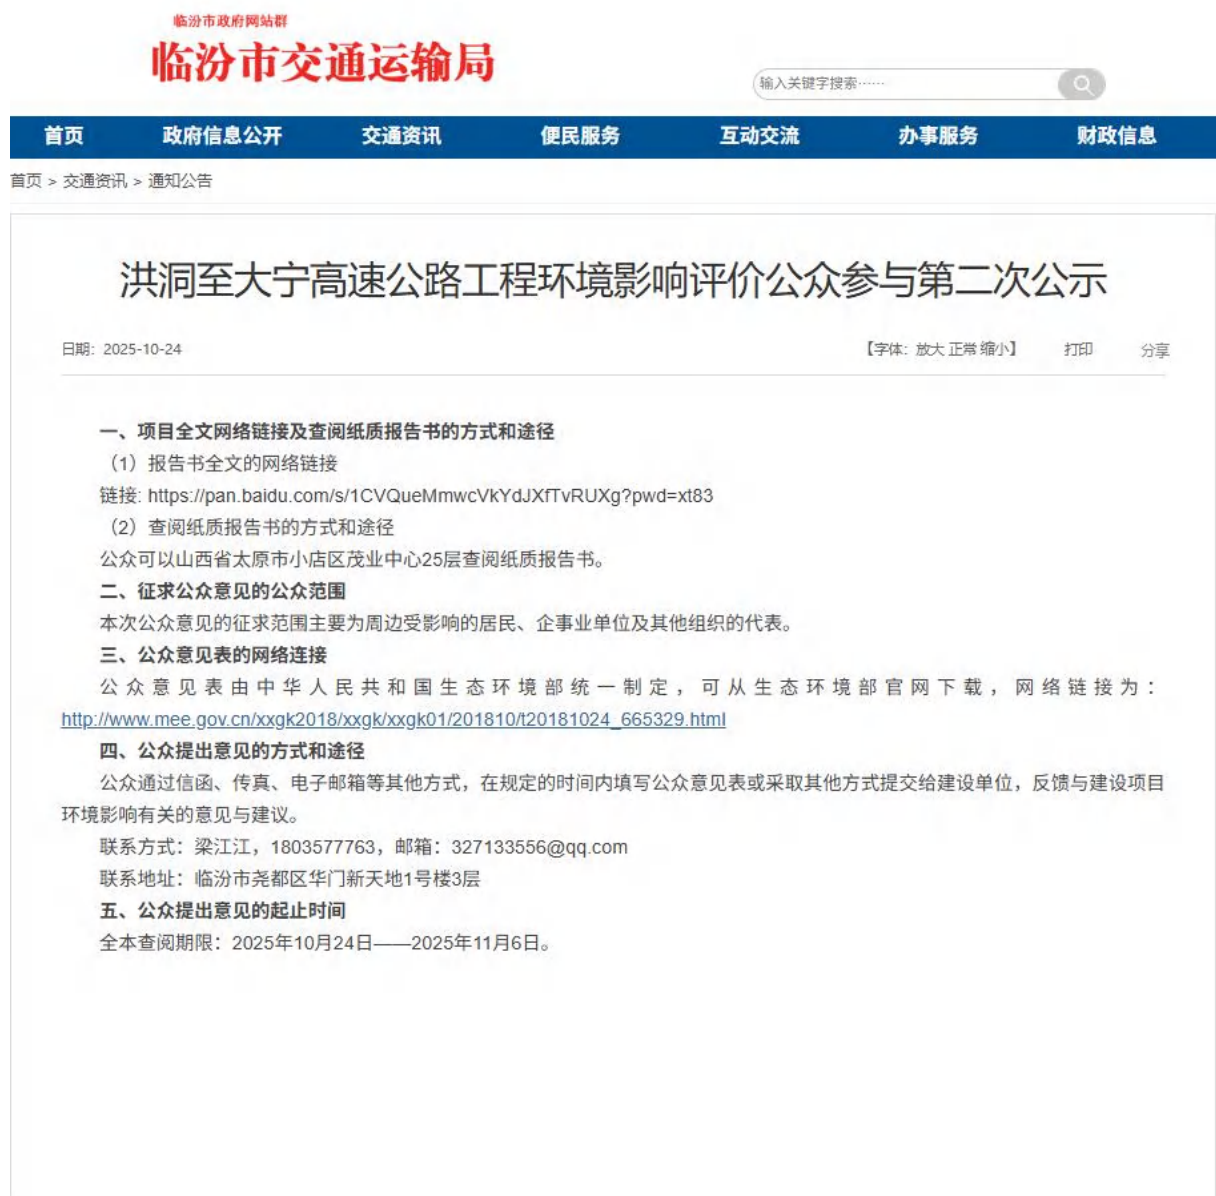 临汾市政府网站群
临汾市交通运输局
输入关键字搜索······
首页 政府信息公开 交通资讯 便民服务 互动交流 办事服务 财政信息
首页 > 交通资讯 > 通知公告
洪洞至大宁高速公路工程环境影响评价公众参与第二次公示
日期：2025-10-24 【字体：放大 正常 缩小】 打印 分享
一、项目全文网络链接及查阅纸质报告书的方式和途径
（1）报告书全文的网络链接
链接: https://pan.baidu.com/s/1CVQueMmwcVkYdJXfTvRUXg?pwd=xt83
（2）查阅纸质报告书的方式和途径
公众可以山西省太原市小店区茂业中心25层查阅纸质报告书。
二、征求公众意见的公众范围
本次公众意见的征求范围主要为周边受影响的居民、企事业单位及其他组织的代表。
三、公众意见表的网络连接
公众意见表由中华人民共和国生态环境部统一制定，可从生态环境部官网下载，网络链接为：
http://www.mee.gov.cn/xxgk2018/xxgk/xxgk01/201810/t20181024_665329.html
四、公众提出意见的方式和途径
公众通过信函、传真、电子邮箱等其他方式，在规定的时间内填写公众意见表或采取其他方式提交给建设单位，反馈与建设项目
环境影响有关的意见与建议。
联系方式：梁江江，1803577763，邮箱：327133556@qq.com
联系地址：临汾市尧都区华门新天地1号楼3层
五、公众提出意见的起止时间
全本查阅期限：2025年10月24日——2025年11月6日。